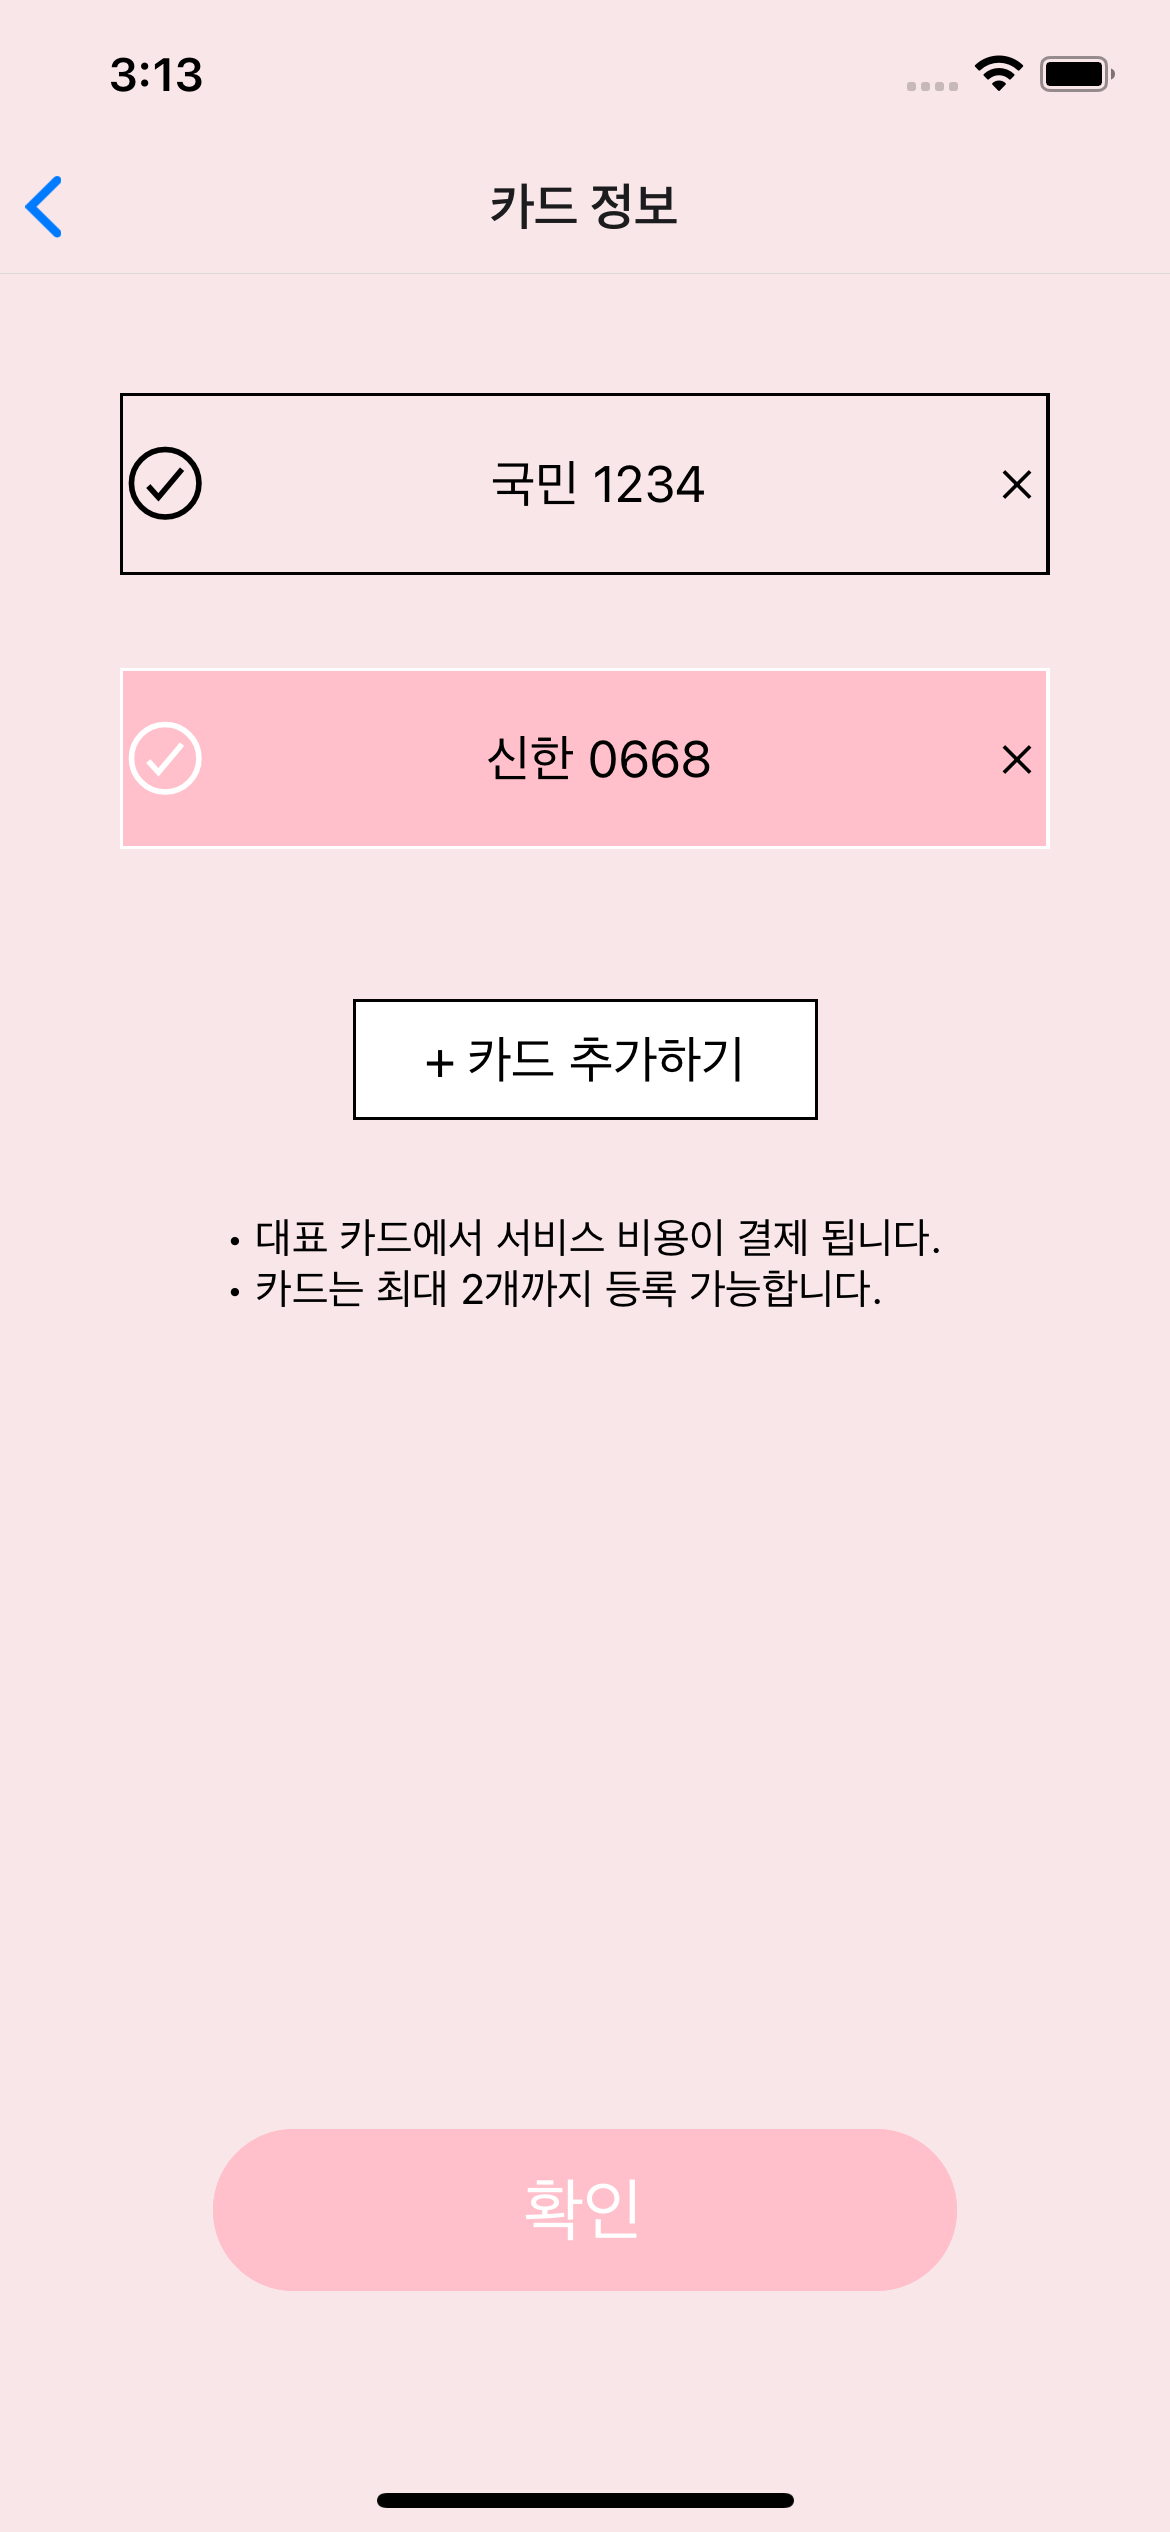 3:13
카드 정보
국민 1234
신한 0668
+ 카드 추가하기
• 대표 카드에서 서비스 비용이 결제 됩니다.
• 카드는 최대 2개까지 등록 가능합니다.
확인